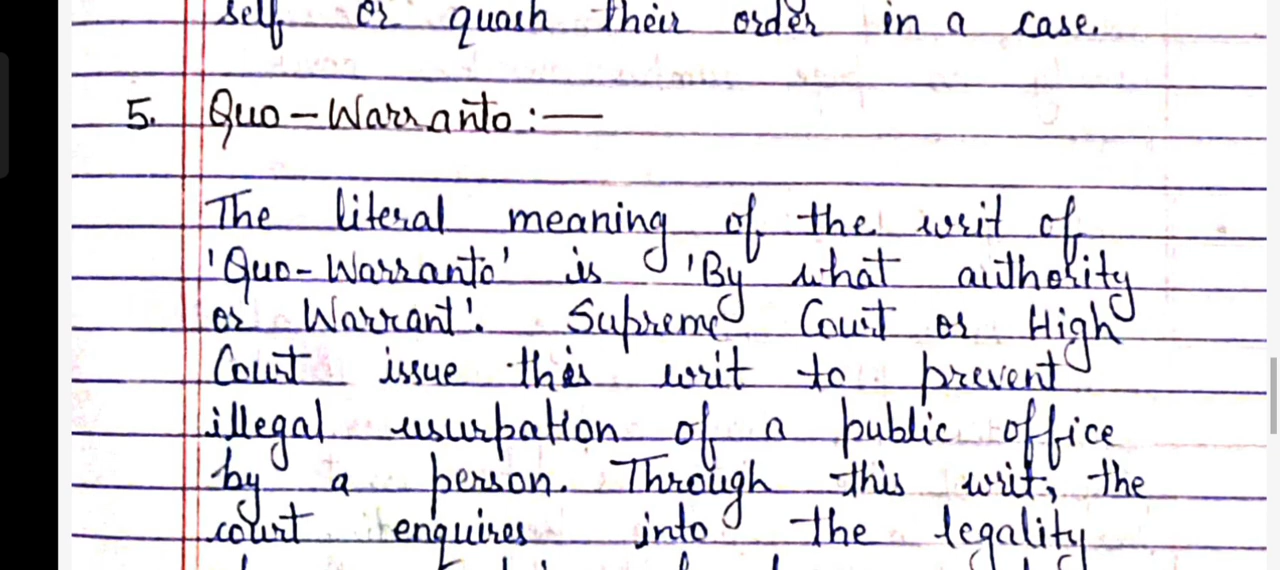 self or quash their order in a case.
5. Quo-Warranto :—
The literal meaning of the writ of
'Quo-Warranto' is 'By what authority
or Warrant'. Supreme Court or High
Court issue this writ to prevent
illegal usurpation of a public office
by a person. Through this writ, the
court enquires into the legality